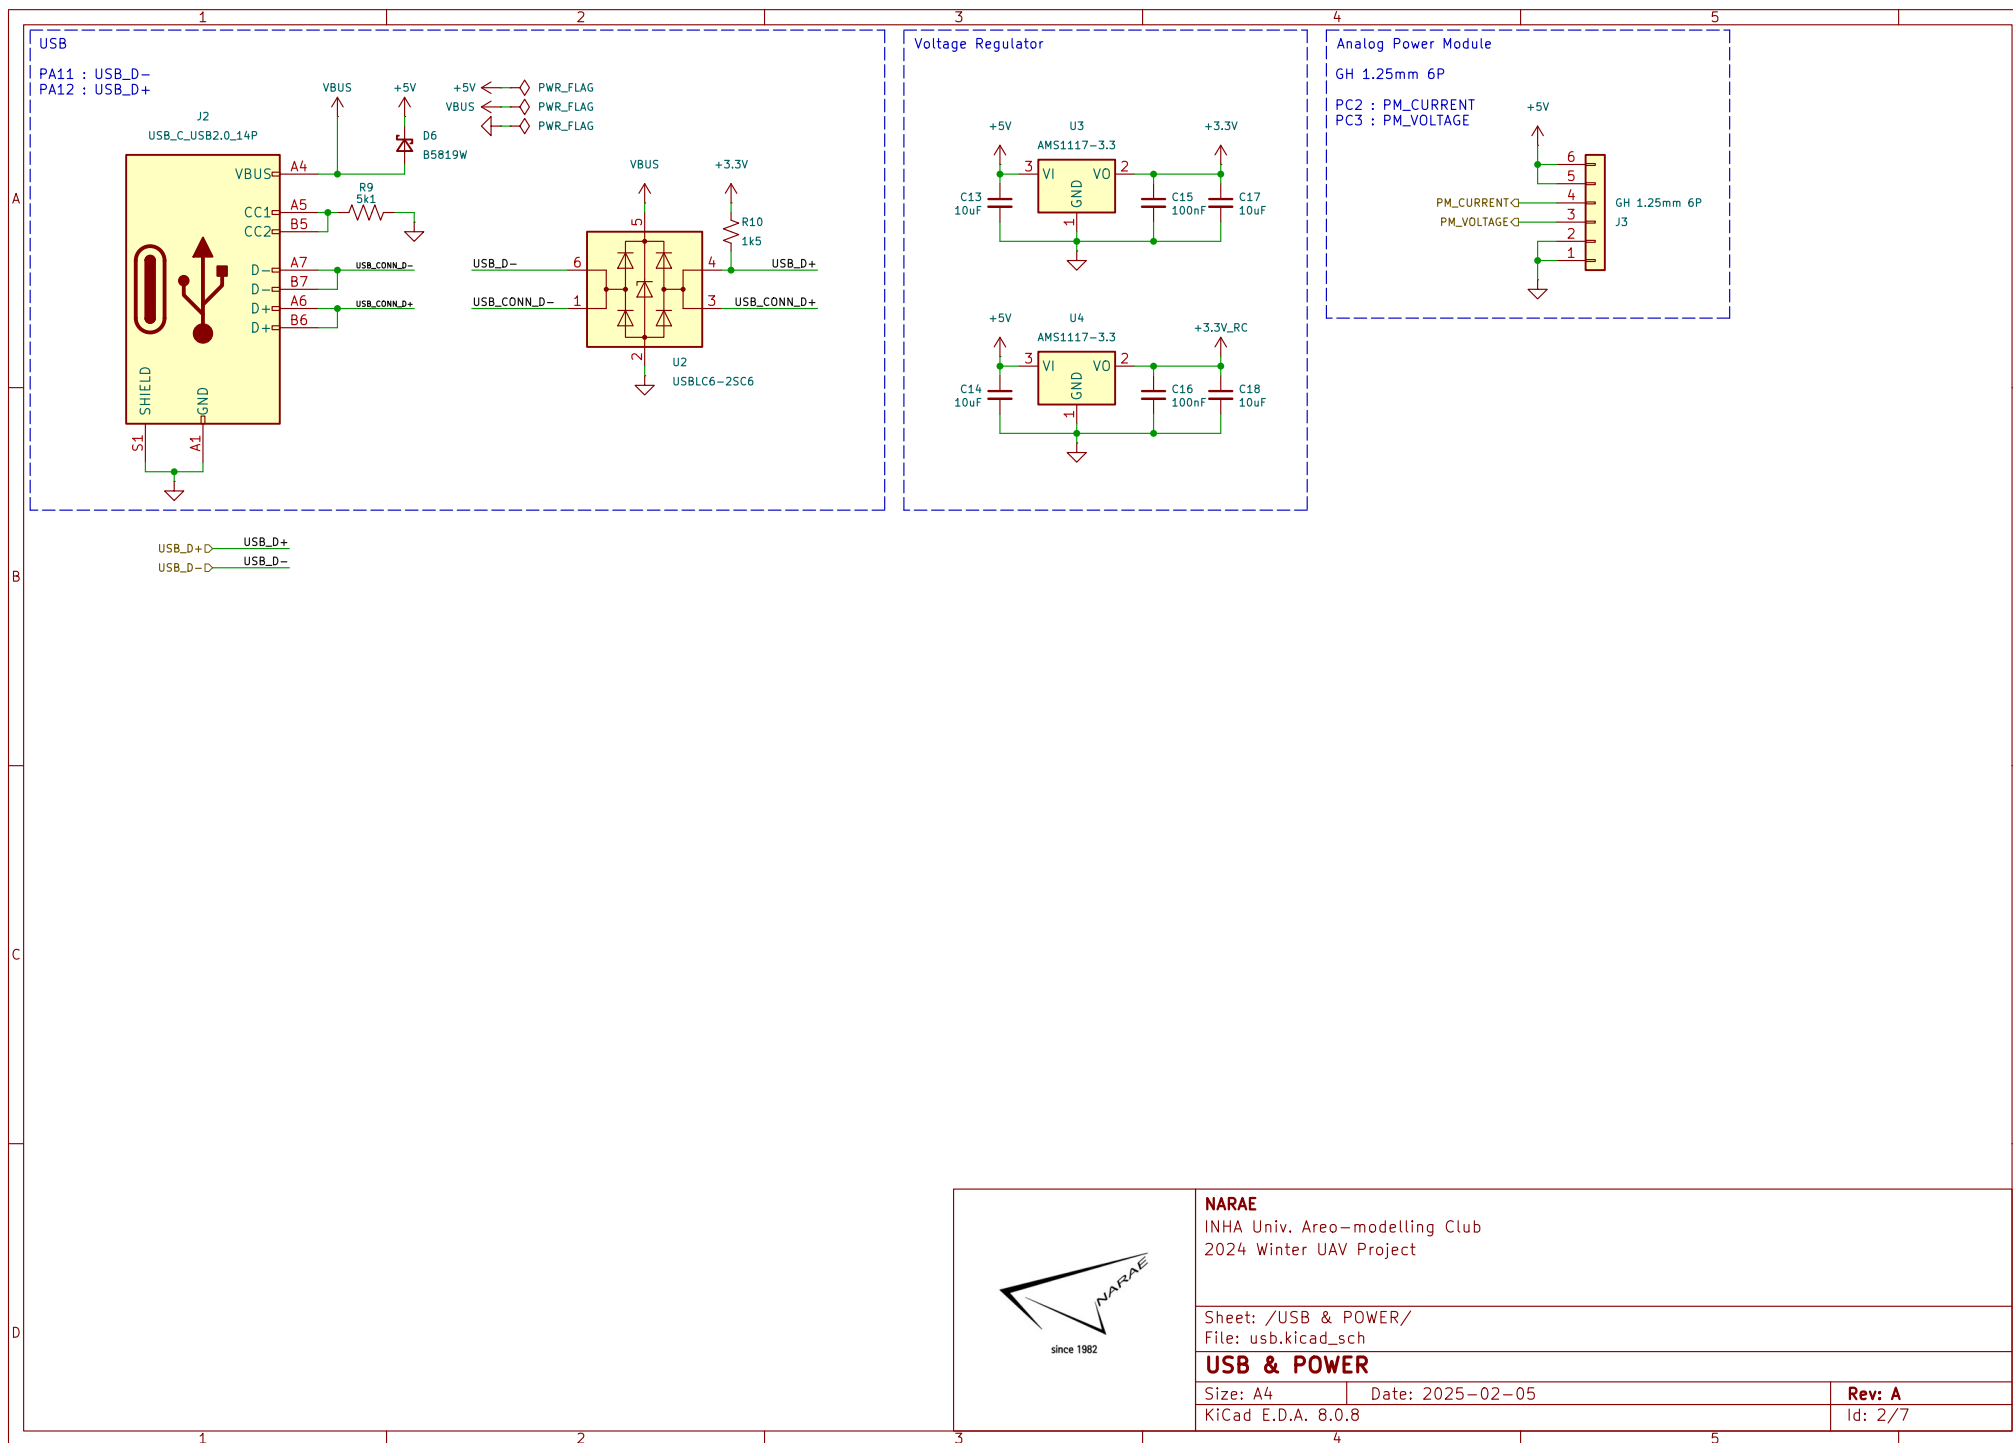 1 2 3 4 5
A
B
C
D
USB
PA11 : USB_D-
PA12 : USB_D+
J2
USB_C_USB2.0_14P
VBUS
A4
CC1
A5
CC2
B5
D-
A7
D-
B7
D+
A6
D+
B6
SHIELD
GND
S1
A1
VBUS
+5V
D6
B5819W
R9
5k1
USB_CONN_D-
USB_CONN_D+
+5V PWR_FLAG
VBUS PWR_FLAG
PWR_FLAG
VBUS
+3.3V
R10
1k5
5
USB_D-
6
4
USB_D+
USB_CONN_D-
1
3
USB_CONN_D+
2
U2
USBLC6-2SC6
USB_D+ USB_D+
USB_D- USB_D-
Voltage Regulator
+5V
U3
AMS1117-3.3
+3.3V
3 VI VO 2
GND
1
C13
10uF
C15
100nF
C17
10uF
+5V
U4
AMS1117-3.3
+3.3V_RC
3 VI VO 2
GND
1
C14
10uF
C16
100nF
C18
10uF
Analog Power Module
GH 1.25mm 6P
PC2 : PM_CURRENT
PC3 : PM_VOLTAGE
+5V
6
5
PM_CURRENT 4
PM_VOLTAGE 3
2
1
GH 1.25mm 6P
J3
NARAE
since 1982
NARAE
INHA Univ. Areo-modelling Club
2024 Winter UAV Project
Sheet: /USB & POWER/
File: usb.kicad_sch
USB & POWER
Size: A4 Date: 2025-02-05 Rev: A
KiCad E.D.A. 8.0.8 Id: 2/7
1 2 3 4 5